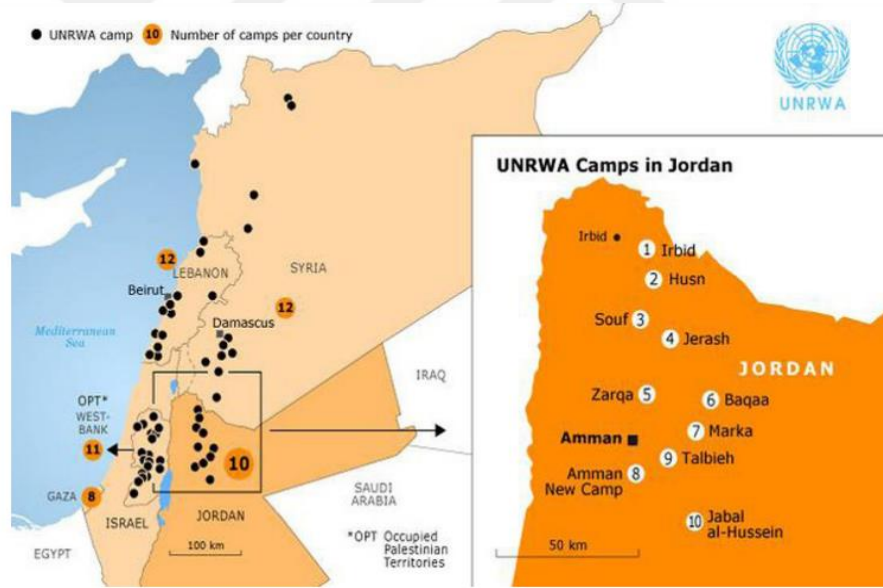 UNRWA camp 10 Number of camps per country
UNRWA
12
LEBANON
Beirut
SYRIA
12
Damascus
Mediterranean
Sea
IRAQ
OPT*
WEST-
BANK
11
10
GAZA 8
ISRAEL
JORDAN
SAUDI
ARABIA
EGYPT
100 km
*OPT Occupied
Palestinian
Territories
UNRWA Camps in Jordan
Irbid
1 Irbid
2 Husn
Souf 3
4 Jerash
JORDAN
Zarqa 5
6 Baqaa
7 Marka
Amman
9 Talbieh
Amman 8
New Camp
10 Jabal
al-Hussein
50 km